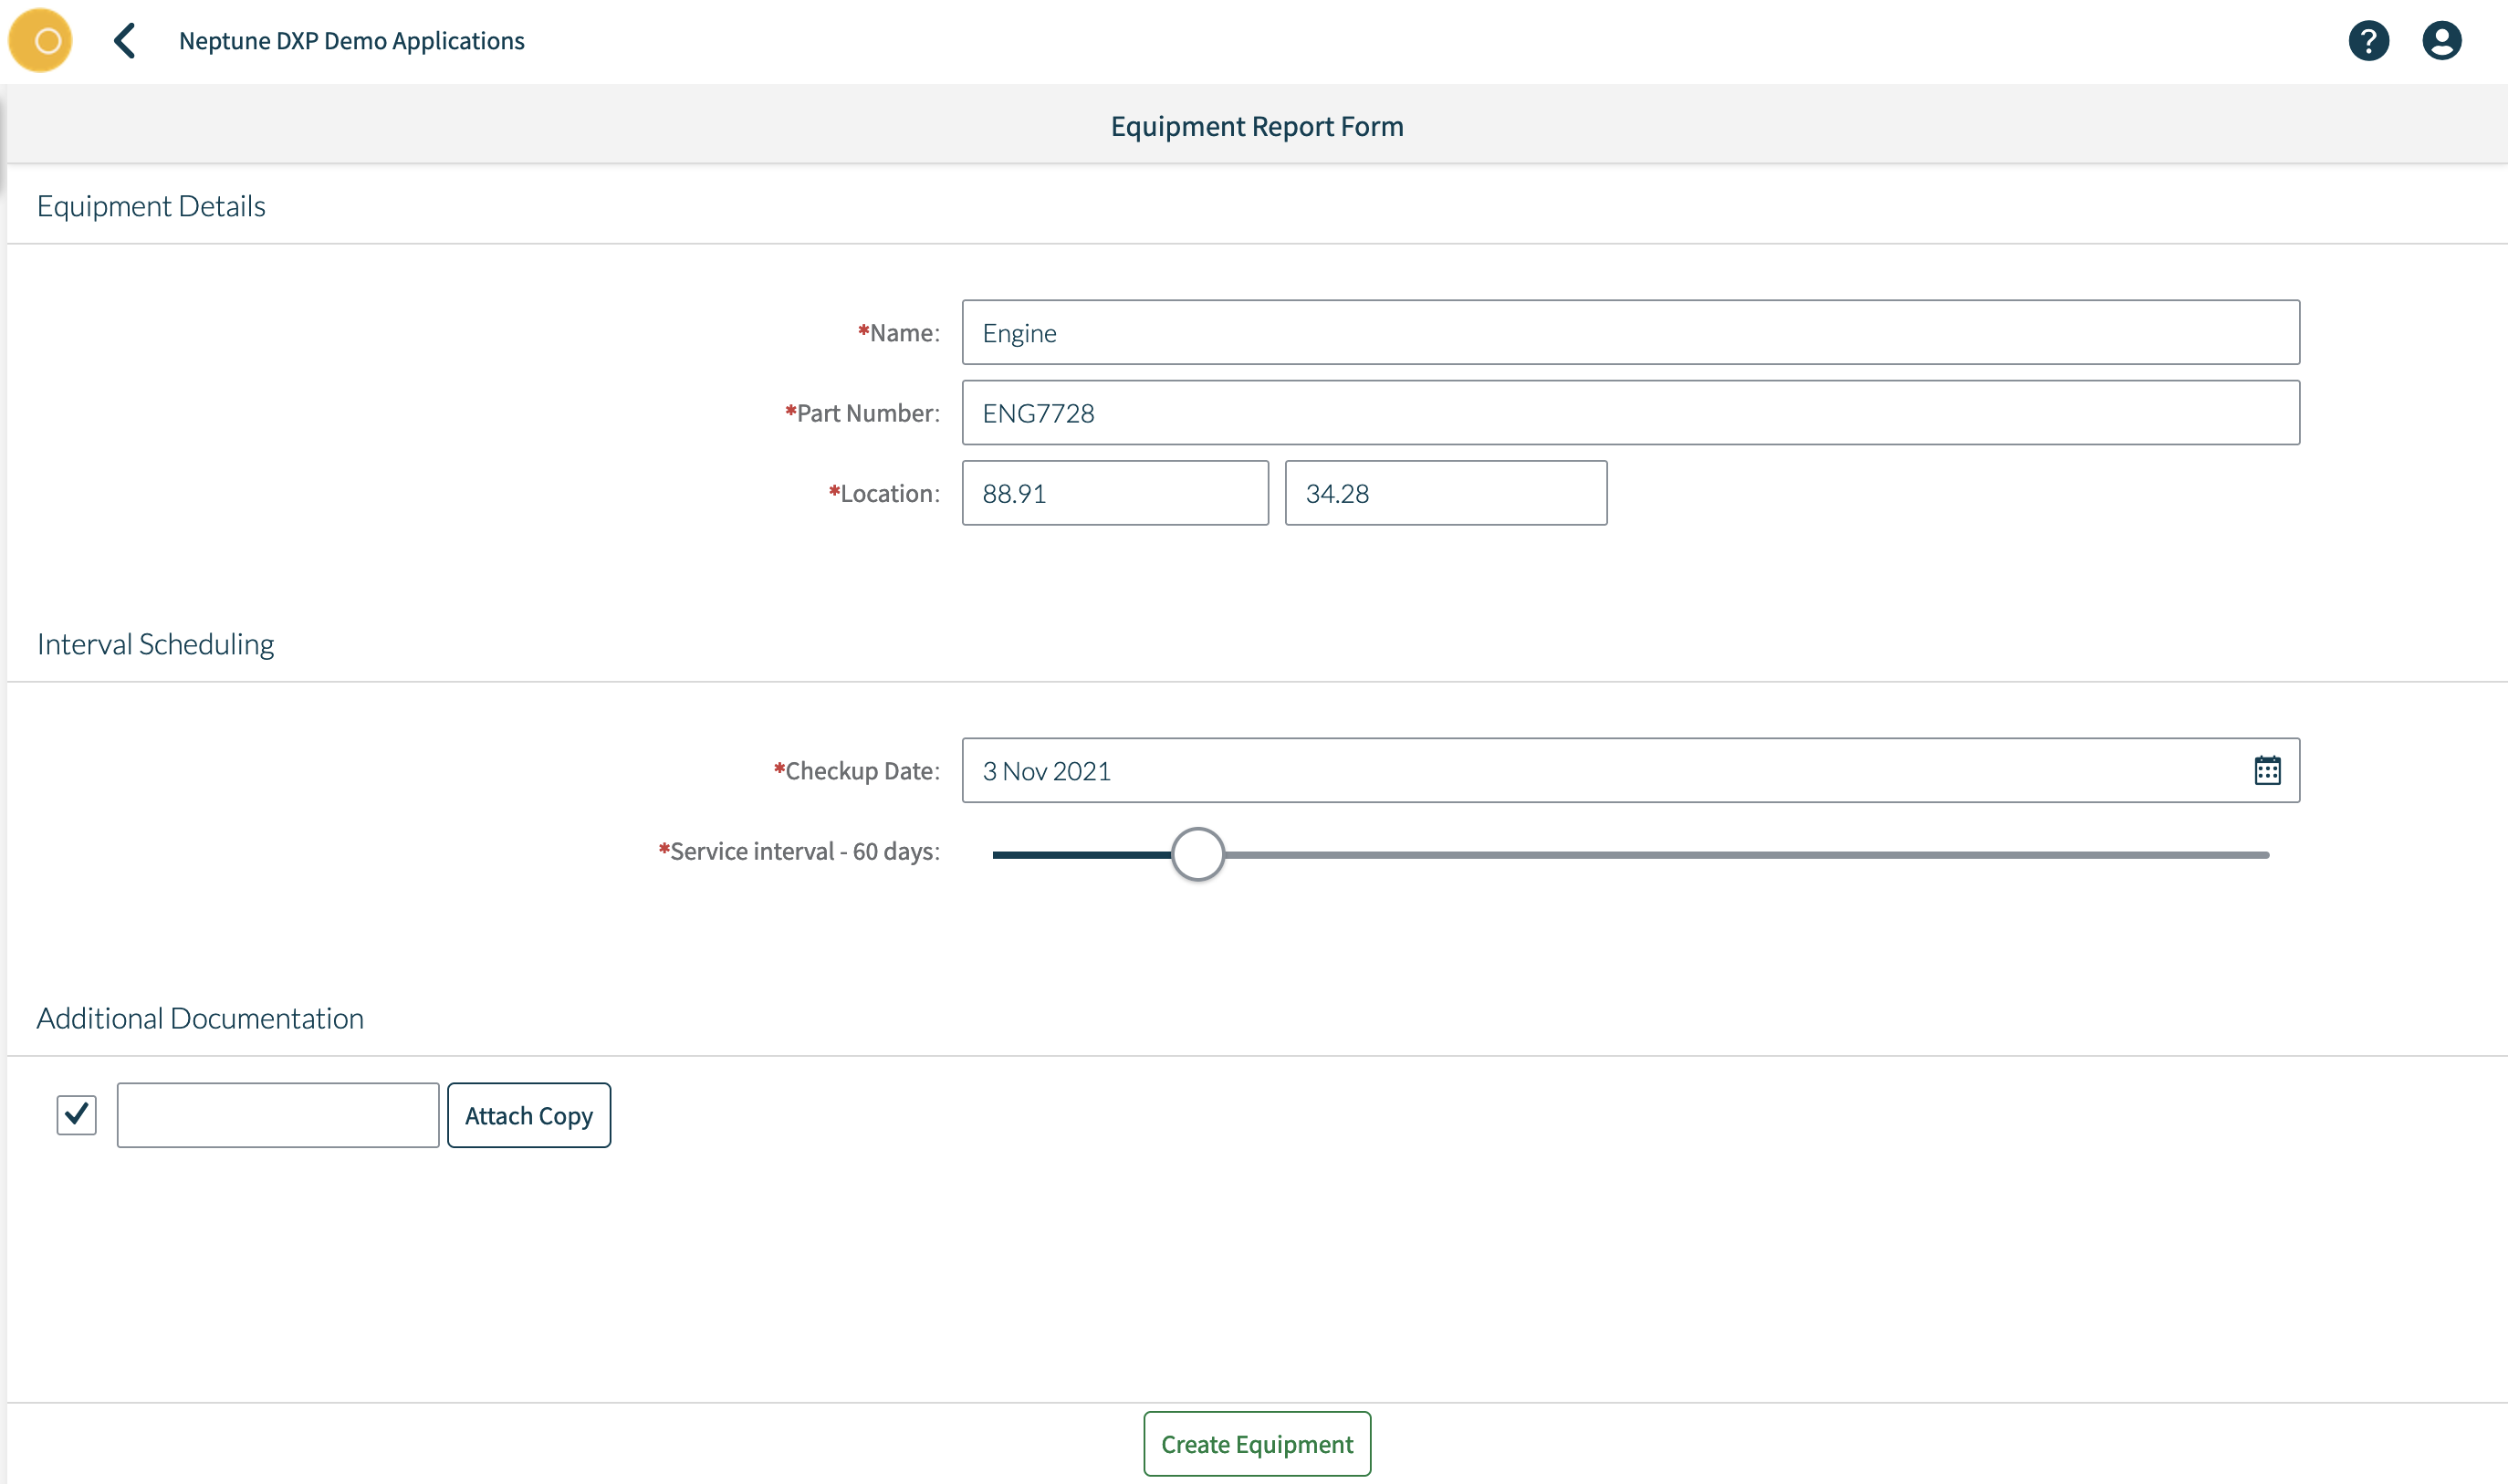 Neptune DXP Demo Applications
?
Equipment Report Form
Equipment Details
*Name: Engine
*Part Number: ENG7728
*Location: 88.91 34.28
Interval Scheduling
*Checkup Date: 3 Nov 2021
*Service interval - 60 days:
Additional Documentation
Attach Copy
Create Equipment